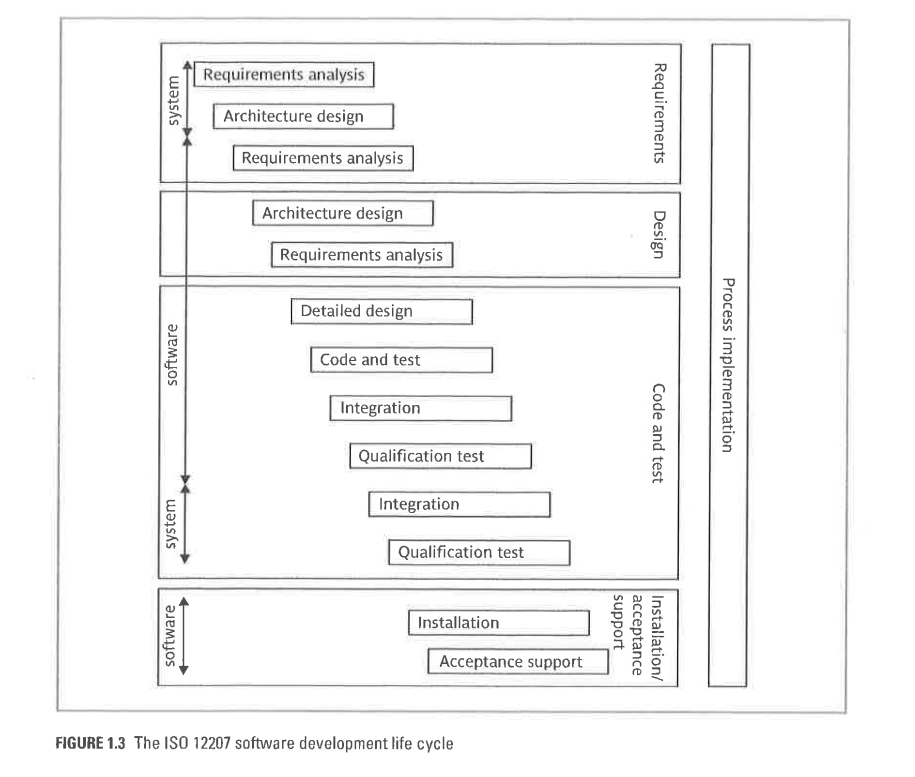 system
Requirements analysis
Architecture design
Requirements analysis
Requirements
Architecture design
Requirements analysis
Design
software
Detailed design
Code and test
Integration
Qualification test
Code and test
system
Integration
Qualification test
software
Installation
Acceptance support
Installation/
acceptance
support
Process implementation
FIGURE 1.3 The ISO 12207 software development life cycle